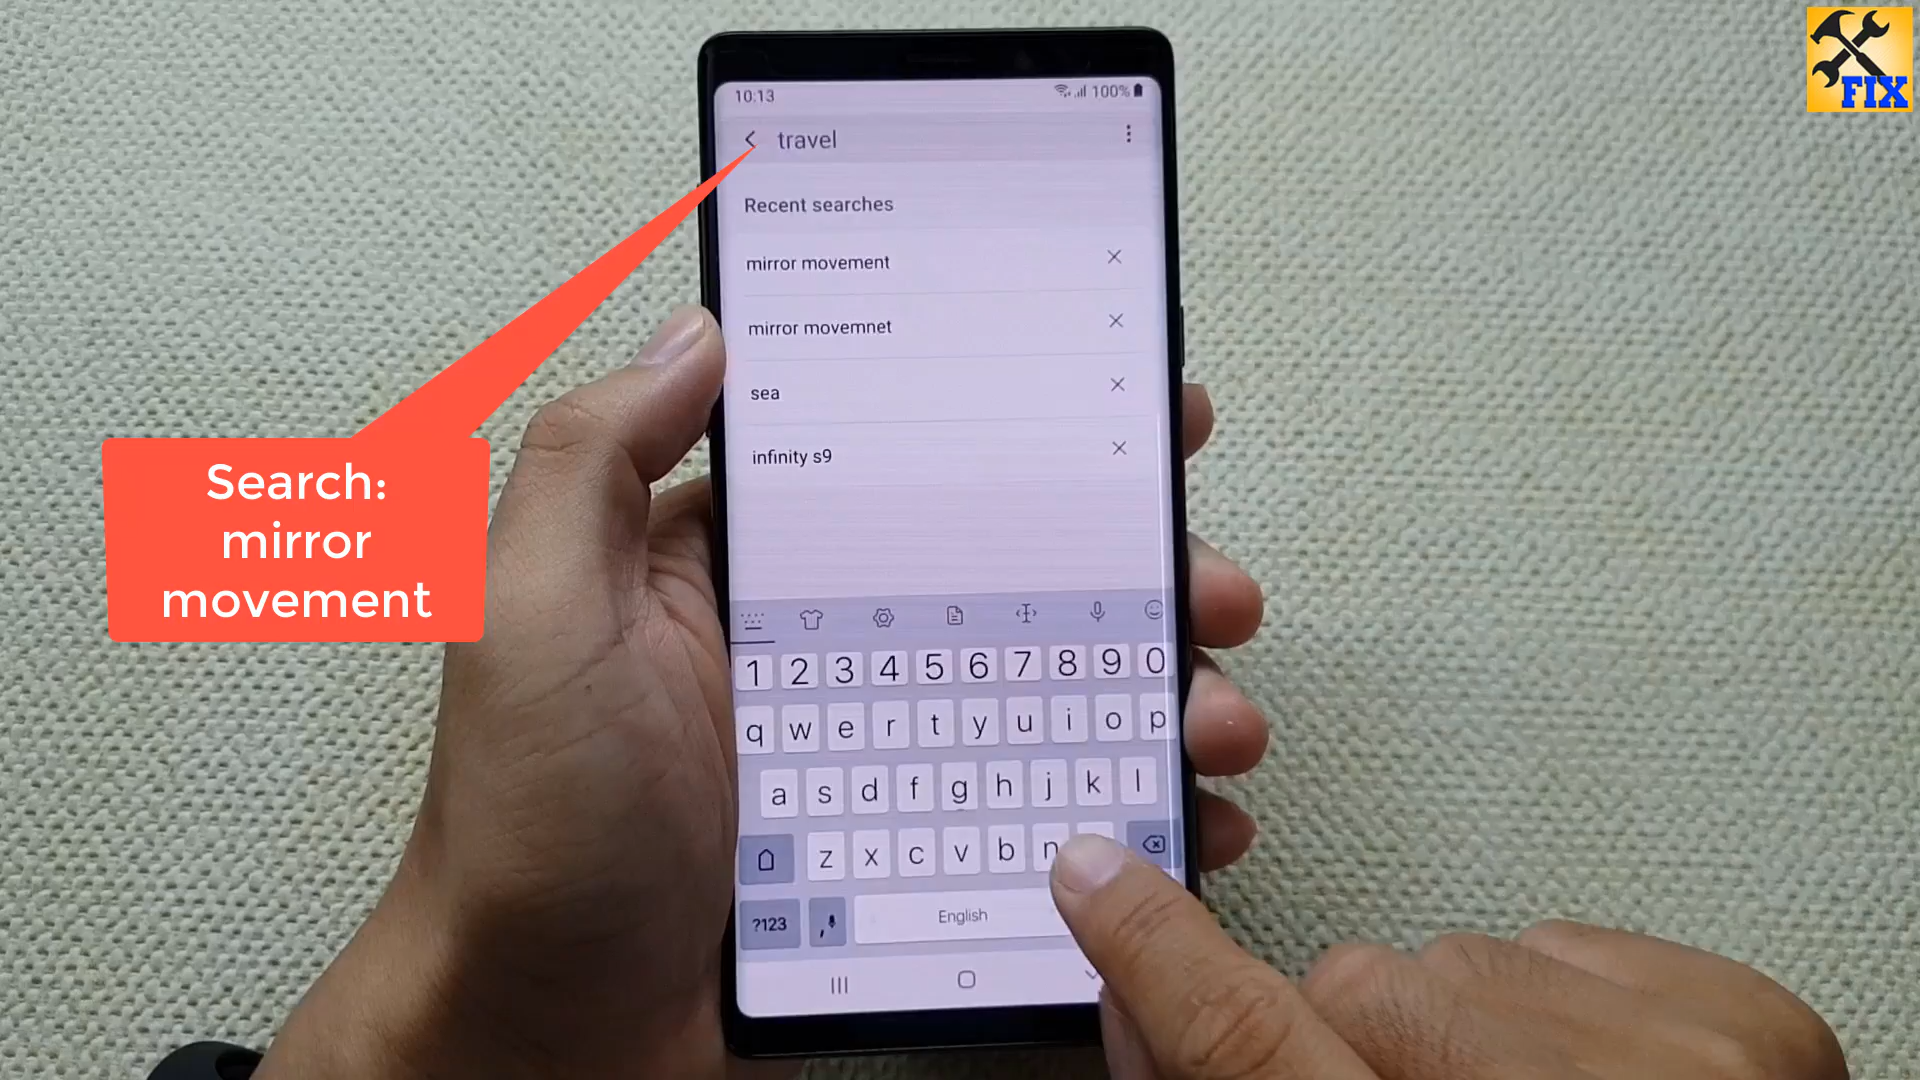 FIX
10:13 100%
travel
Recent searches
mirror movement
mirror movemnet
sea
infinity s9
Search:
mirror
movement
1 2 3 4 5 6 7 8 9 0
q w e r t y u i o p
a s d f g h j k l
z x c v b n
?123 , English